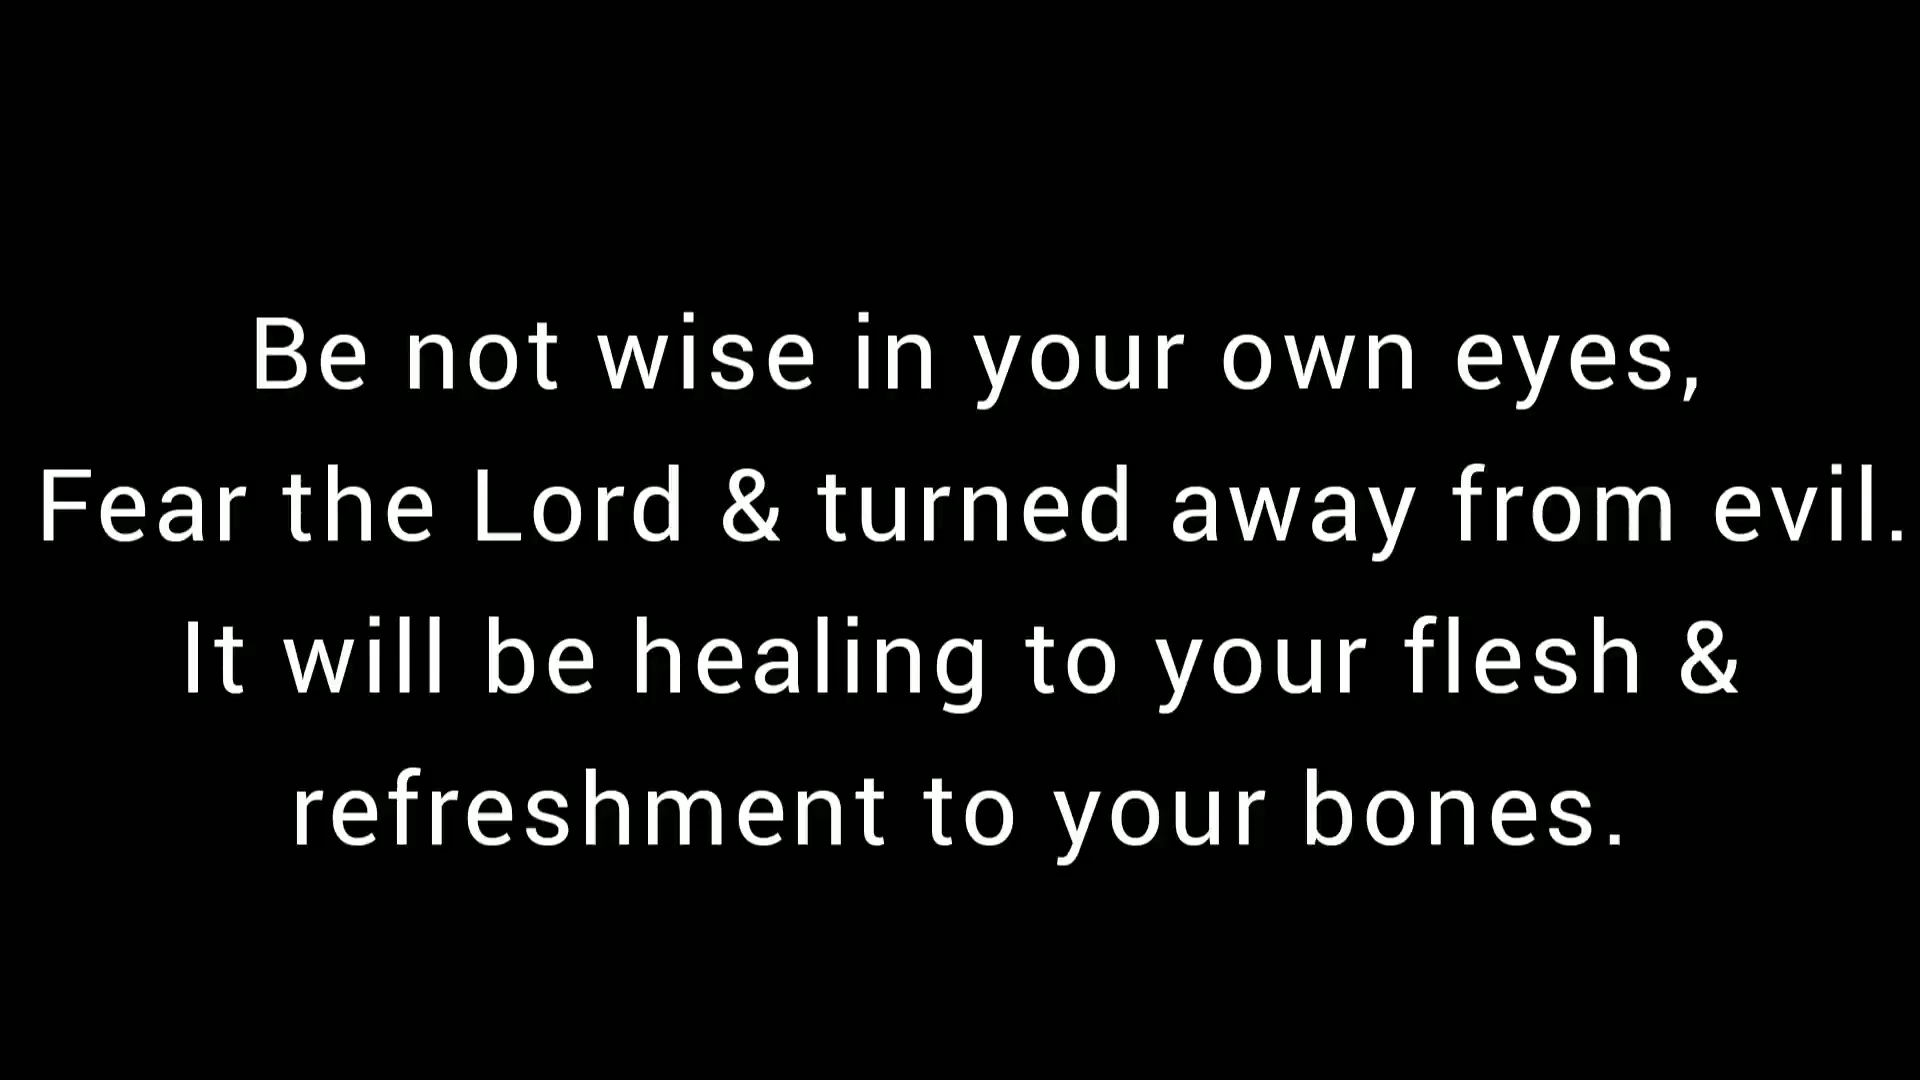 Be not wise in your own eyes,
Fear the Lord & turned away from evil.
It will be healing to your flesh &
refreshment to your bones.